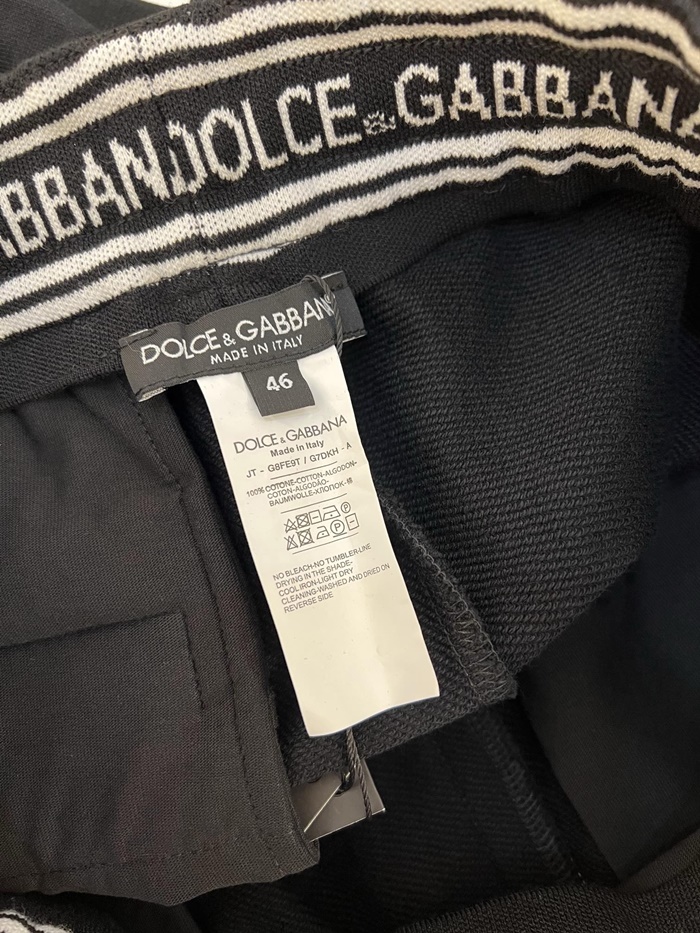 BBANDOLCE&GABBANA
DOLCE&GABBANA
MADE IN ITALY
46
DOLCE&GABBANA
Made in Italy
JT - G8FE9T / G7DKH - A
100% COTONE-COTTON-ALGODON-
COTON-ALGODÃO-
BAUMWOLLE-ХЛОПОК-棉
NO BLEACH-NO TUMBLER-LINE
DRYING IN THE SHADE-
COOL IRON-LIGHT DRY
CLEANING-WASHED AND DRIED ON
REVERSE SIDE